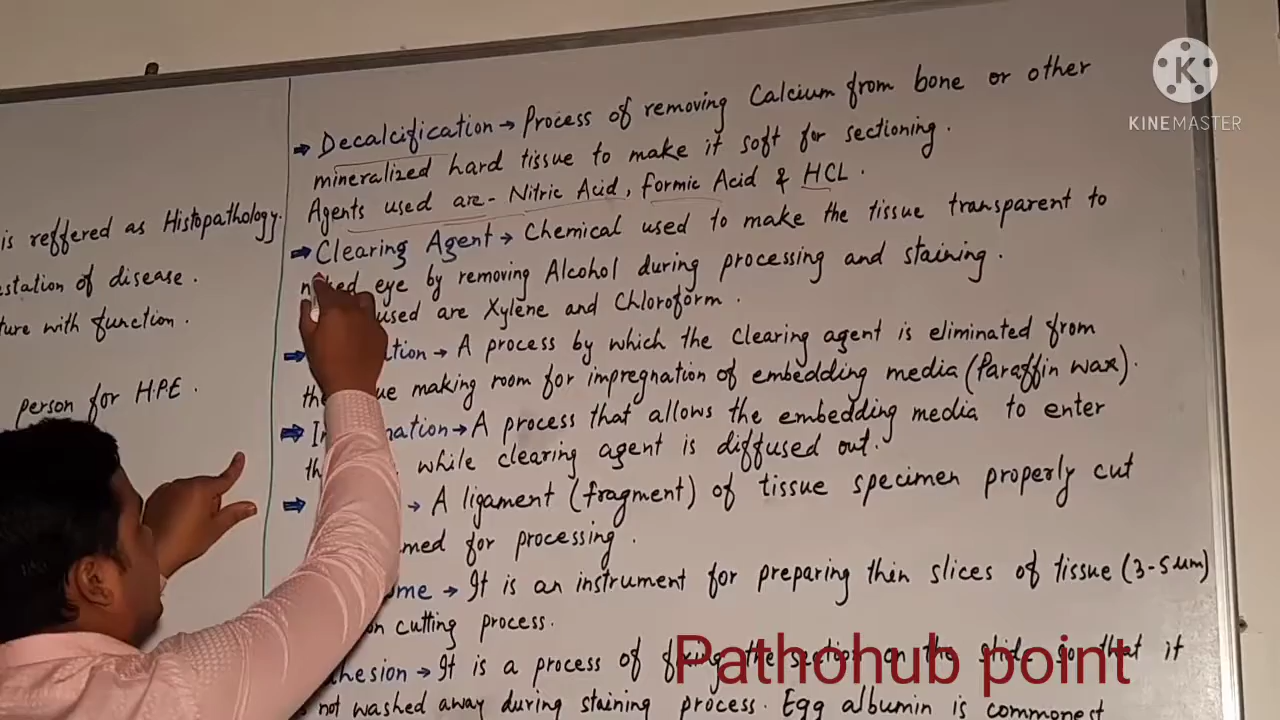 is reffered as Histopathology.
station of disease.
ture with function.
person for H.P.E.
⇒ Decalcification → Process of removing Calcium from bone or other
mineralized hard tissue to make it soft for sectioning.
Agents used are - Nitric Acid, Formic Acid & HCL.
⇒ Clearing Agent → Chemical used to make the tissue transparent to
eye by removing Alcohol during processing and staining.
used are Xylene and Chloroform.
⇒ ation → A process by which the clearing agent is eliminated from
making room for impregnation of embedding media (Paraffin wax).
⇒ nation → A process that allows the embedding media to enter
while clearing agent is diffused out.
⇒ → A ligament (fragment) of tissue specimen properly cut
med for processing.
ome → It is an instrument for preparing thin slices of tissue (3-5um)
on cutting process.
hesion → It is a process of fixing the section on the slide so that it
not washed away during staining process. Egg albumin is commonest
KINEMASTER
Pathohub point